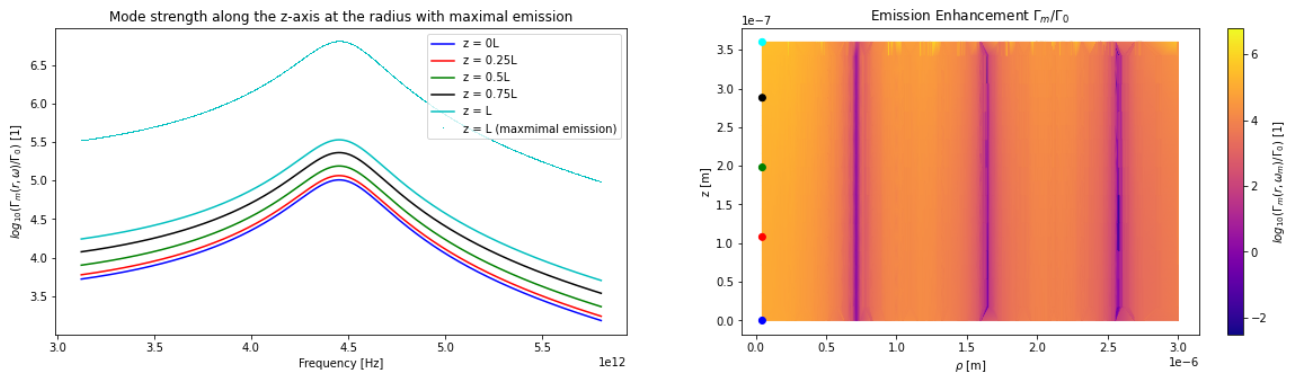 Mode strength along the z-axis at the radius with maximal emission
log10(Γm(r, ω)/Γ0) [1]
6.5
6.0
5.5
5.0
4.5
4.0
3.5
z = 0L
z = 0.25L
z = 0.5L
z = 0.75L
z = L
z = L (maxmimal emission)
3.0 3.5 4.0 4.5 5.0 5.5
1e12
Frequency [Hz]
Emission Enhancement Γm/Γ0
1e−7
z [m]
3.5
3.0
2.5
2.0
1.5
1.0
0.5
0.0
0.0 0.5 1.0 1.5 2.0 2.5 3.0
1e−6
ρ [m]
6
4
2
0
−2
log10(Γm(r, ωm)/Γ0) [1]